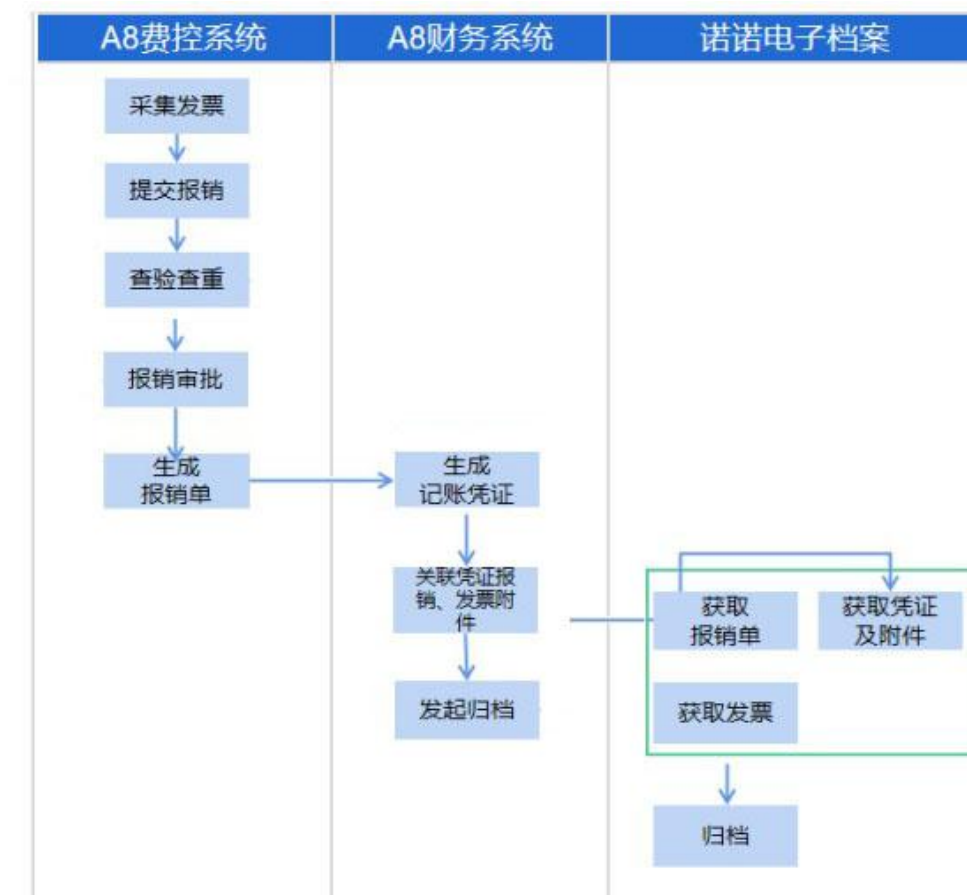 A8费控系统
A8财务系统
诺诺电子档案
采集发票
提交报销
查验查重
报销审批
生成
报销单
生成
记账凭证
关联凭证报
销、发票附
件
发起归档
获取
报销单
获取凭证
及附件
获取发票
归档